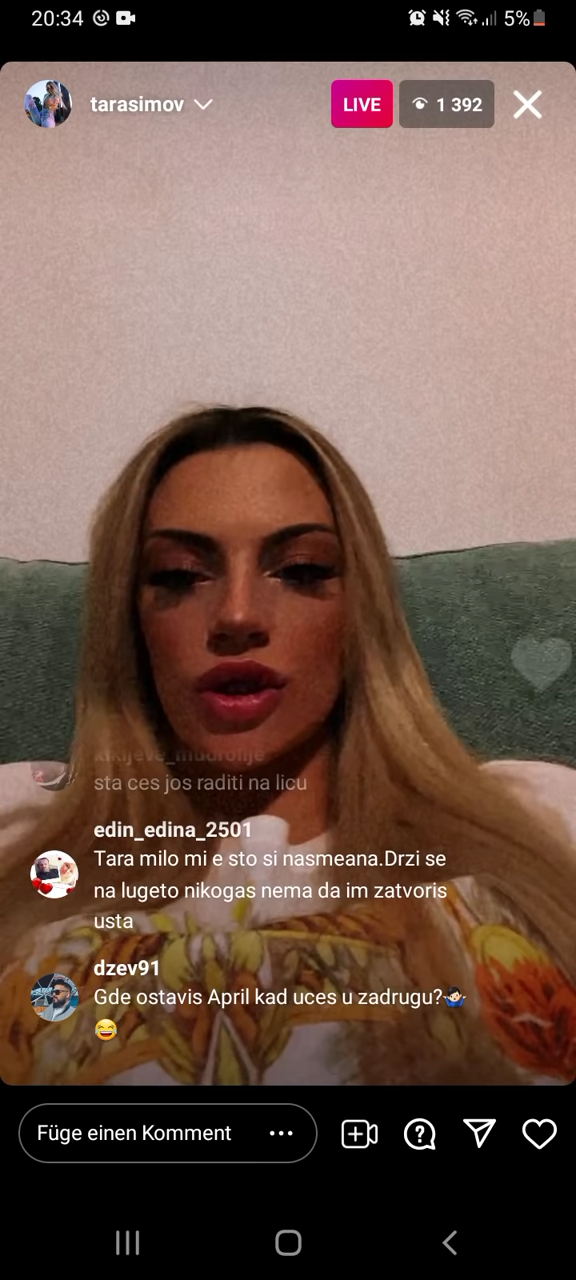 20:34
5%
tarasimov
LIVE
1 392
sta ces jos raditi na licu
edin_edina_2501
Tara milo mi e sto si nasmeana.Drzi se
na lugeto nikogas nema da im zatvoris
usta
dzev91
Gde ostavis April kad uces u zadrugu?🤷🏻‍♂️
😂
Füge einen Komment